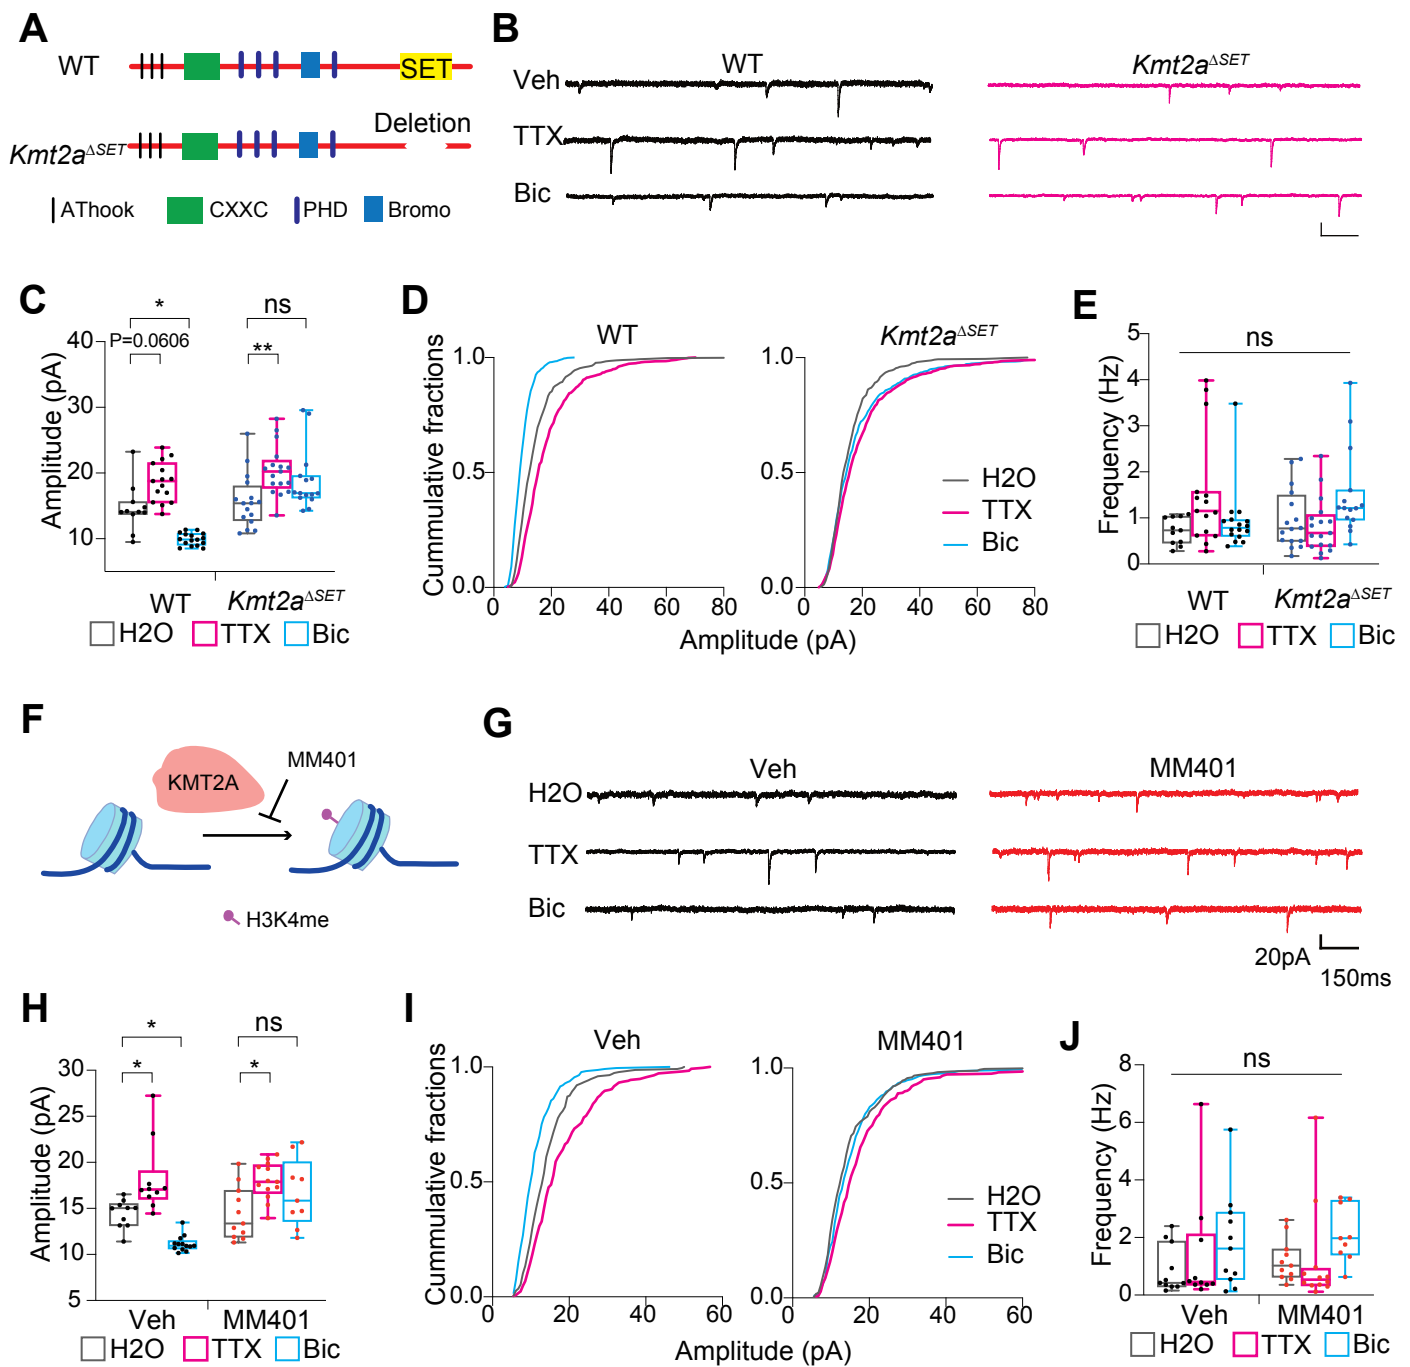 A
WT
SET
Deletion
Kmt2aΔSET
AThook
CXXC
PHD
Bromo
B
WT
Kmt2aΔSET
Veh
TTX
Bic
C
*
ns
P=0.0606
**
40
30
20
10
Amplitude (pA)
WT
Kmt2aΔSET
H2O
TTX
Bic
D
WT
Kmt2aΔSET
Cummulative fractions
1.0
0.5
0.0
0
20
40
60
80
1.0
0.5
0.0
0
20
40
60
80
H2O
TTX
Bic
Amplitude (pA)
E
ns
Frequency (Hz)
5
4
3
2
1
0
WT
Kmt2aΔSET
H2O
TTX
Bic
F
KMT2A
MM401
H3K4me
G
Veh
MM401
H2O
TTX
Bic
20pA
150ms
H
*
ns
*
*
30
25
20
15
10
5
Amplitude (pA)
Veh
MM401
H2O
TTX
Bic
I
Veh
MM401
Cummulative fractions
1.0
0.5
0.0
0
20
40
60
1.0
0.5
0.0
0
20
40
60
H2O
TTX
Bic
Amplitude (pA)
J
ns
Frequency (Hz)
8
6
4
2
0
Veh
MM401
H2O
TTX
Bic